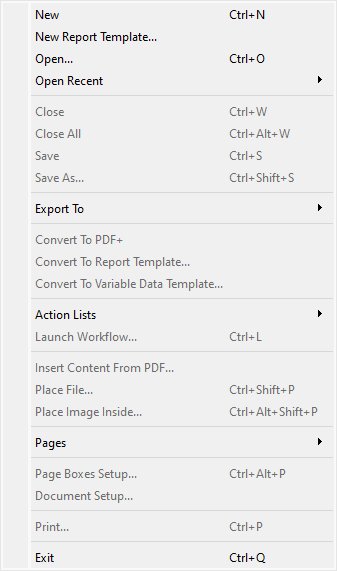 New Ctrl+N
New Report Template...
Open... Ctrl+O
Open Recent
Close Ctrl+W
Close All Ctrl+Alt+W
Save Ctrl+S
Save As... Ctrl+Shift+S
Export To
Convert To PDF+
Convert To Report Template...
Convert To Variable Data Template...
Action Lists
Launch Workflow... Ctrl+L
Insert Content From PDF...
Place File... Ctrl+Shift+P
Place Image Inside... Ctrl+Alt+Shift+P
Pages
Page Boxes Setup... Ctrl+Alt+P
Document Setup...
Print... Ctrl+P
Exit Ctrl+Q